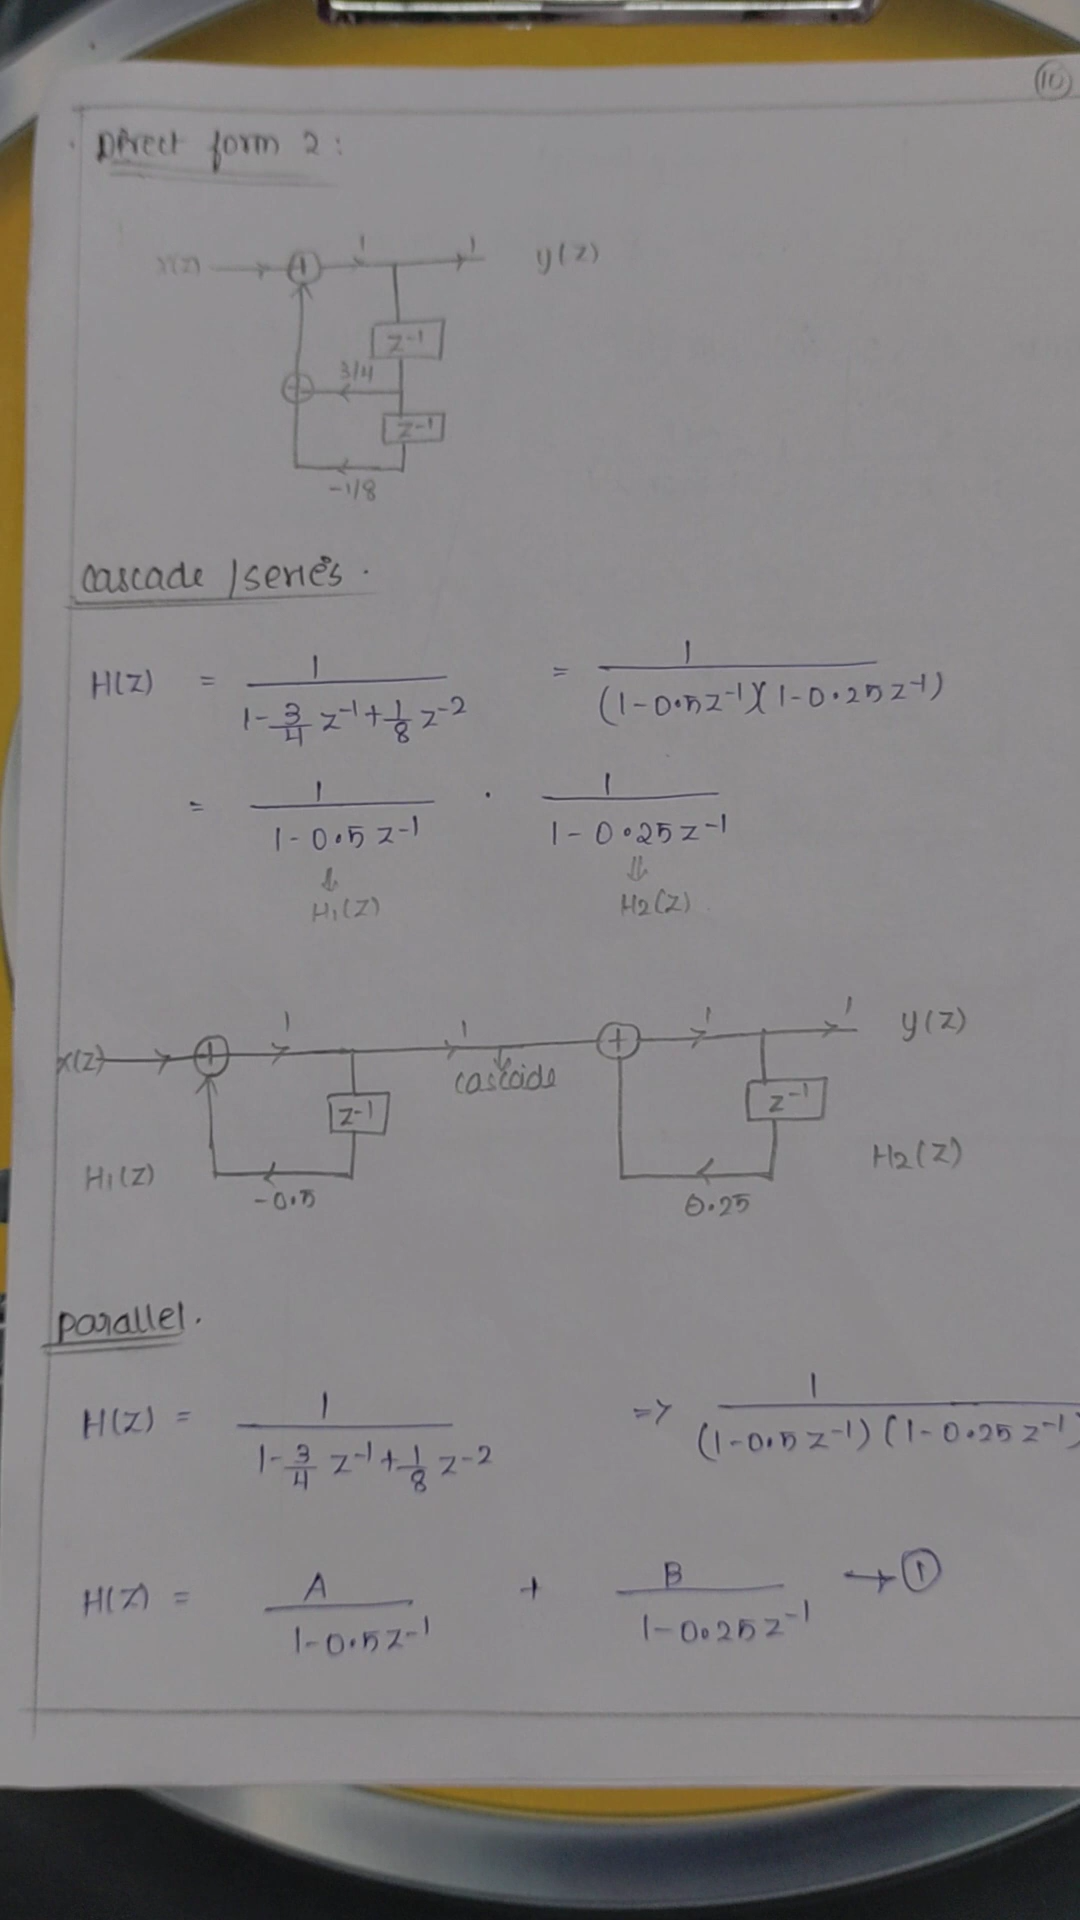 10
Direct form 2:
x(z) + 1 1 y(z)
z-1
3/4
+
z-1
-1/8
cascade /series.
H(z) = 1 / 1-3/4 z-1+1/8 z-2 = 1 / (1-0.5z-1)(1-0.25z-1)
= 1 / 1-0.5z-1 . 1 / 1-0.25z-1
⇓ ⇓
H1(z) H2(z)
x(z) + 1 1 + 1 1 y(z)
cascade
z-1 z-1
H1(z) H2(z)
-0.5 0.25
parallel.
H(z) = 1 / 1-3/4 z-1+1/8 z-2 => 1 / (1-0.5z-1)(1-0.25z-1)
H(z) = A / 1-0.5z-1 + B / 1-0.25z-1 → 1